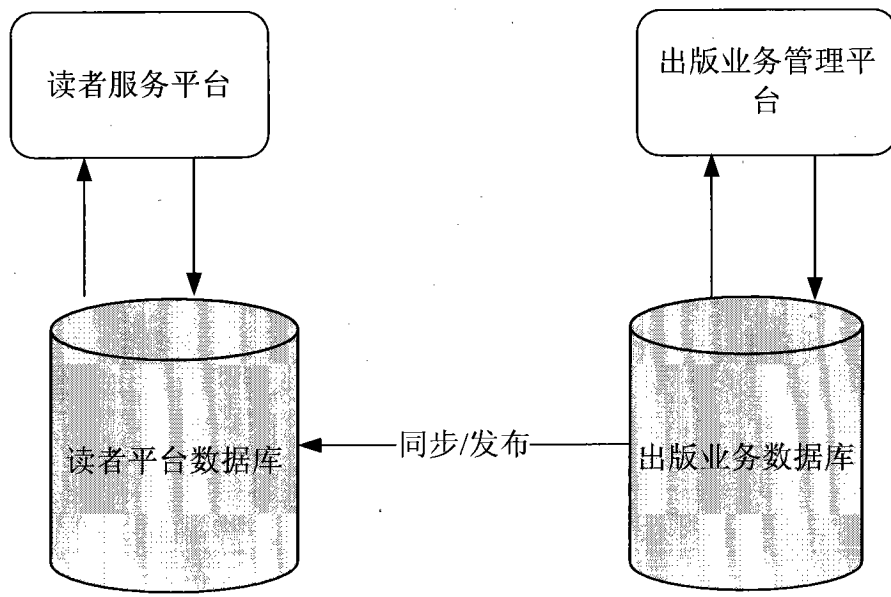 读者服务平台
出版业务管理平
台
同步/发布
读者平台数据库
出版业务数据库